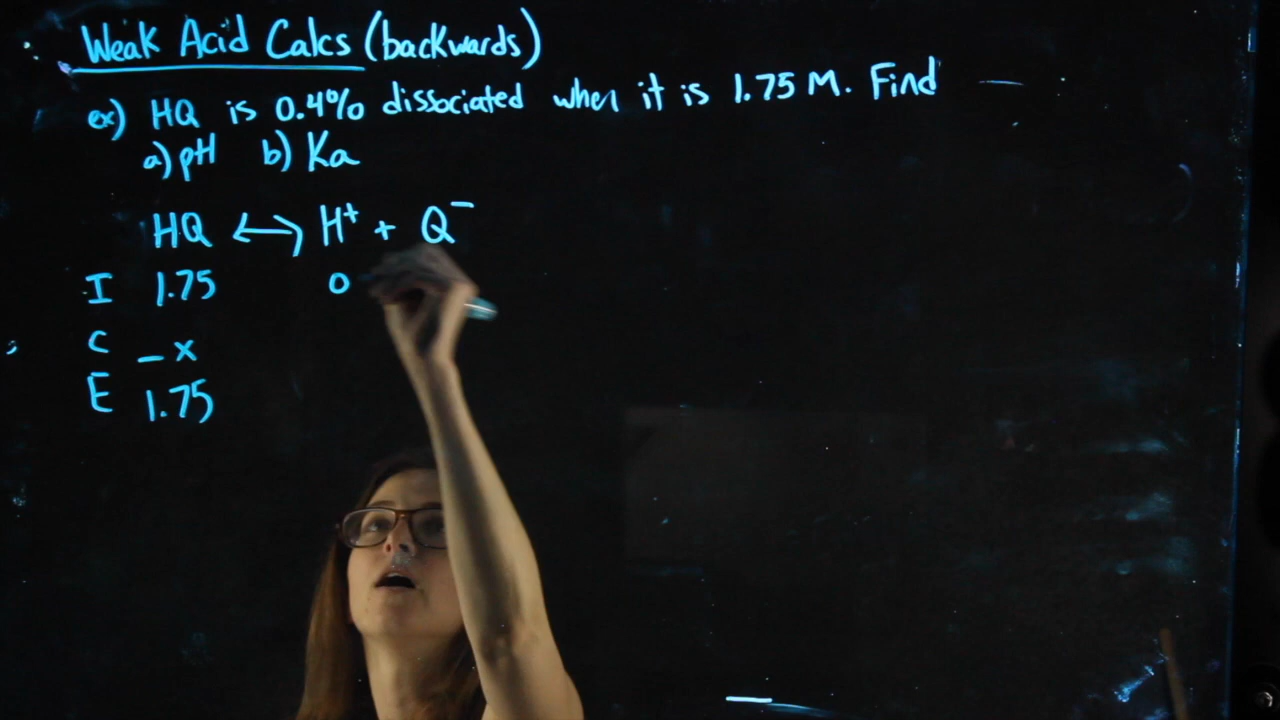 Weak Acid Calcs (backwards)
ex) HQ is 0.4% dissociated when it is 1.75 M. Find
a) pH b) Ka
HQ ↔ H⁺ + Q⁻
I 1.75 0
C - x
E 1.75